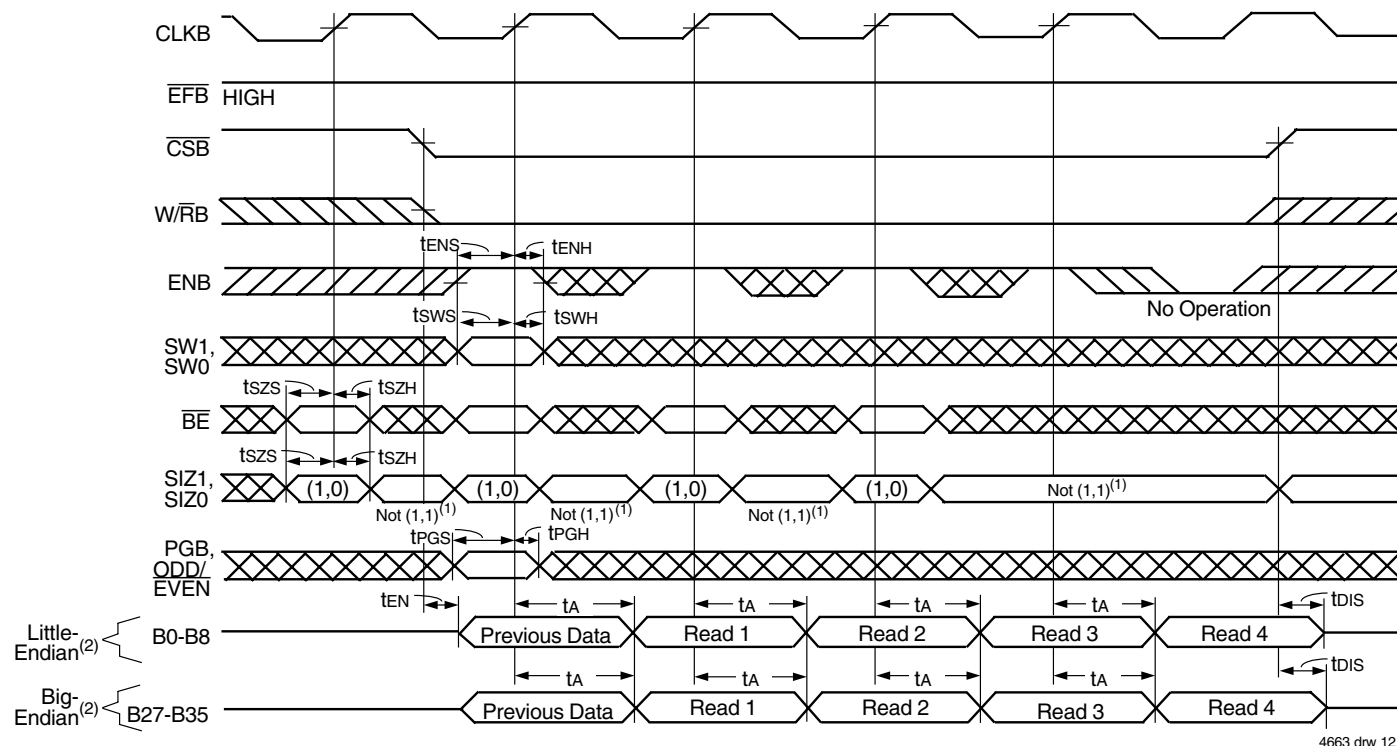 CLKB
EFB HIGH
CSB
W/RB
tENS tENH
ENB
No Operation
tSWS tSWH
SW1,
SW0
tSZS tSZH
BE
tSZS tSZH
SIZ1,
SIZ0
(1,0) (1,0) (1,0) (1,0) Not (1,1)(1)
Not (1,1)(1) Not (1,1)(1) Not (1,1)(1)
tPGS tPGH
PGB,
ODD/
EVEN
tEN tA tA tA tA tDIS
Little-
Endian(2) B0-B8 Previous Data Read 1 Read 2 Read 3 Read 4
tA tA tA tA tDIS
Big-
Endian(2) B27-B35 Previous Data Read 1 Read 2 Read 3 Read 4
4663 drw 12